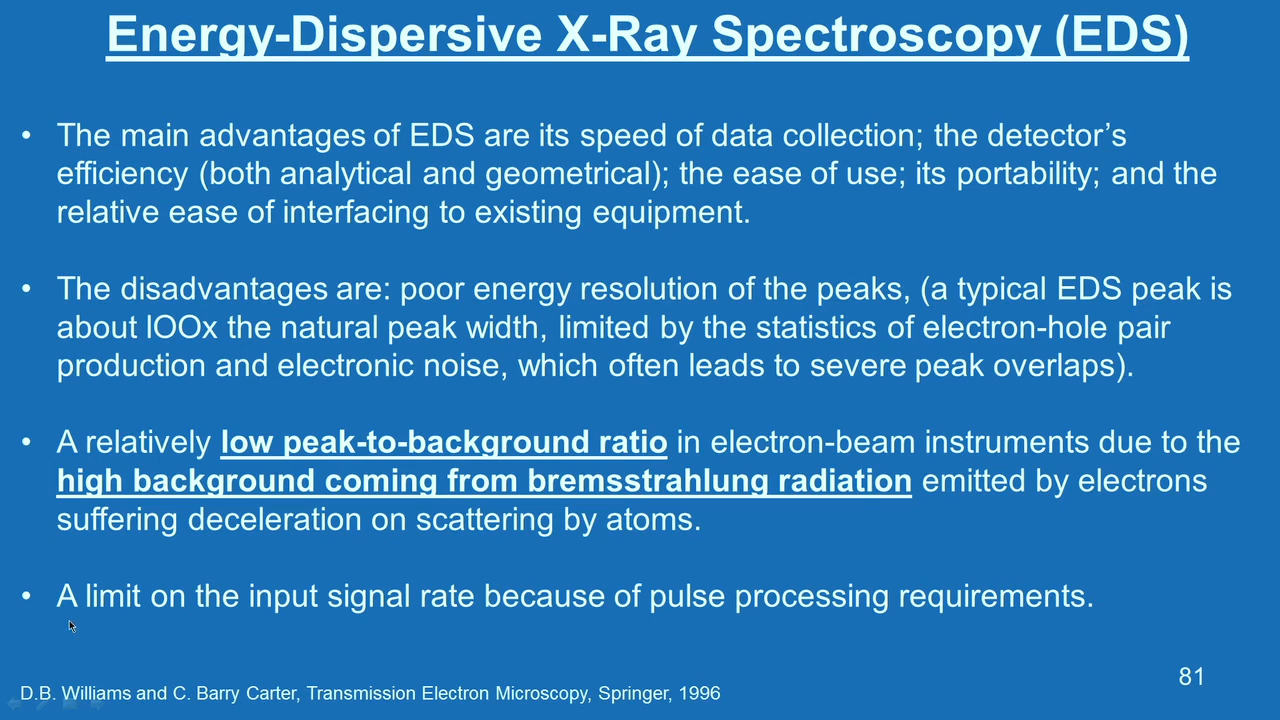 Energy-Dispersive X-Ray Spectroscopy (EDS)
• The main advantages of EDS are its speed of data collection; the detector’s
efficiency (both analytical and geometrical); the ease of use; its portability; and the
relative ease of interfacing to existing equipment.
• The disadvantages are: poor energy resolution of the peaks, (a typical EDS peak is
about lOOx the natural peak width, limited by the statistics of electron-hole pair
production and electronic noise, which often leads to severe peak overlaps).
• A relatively low peak-to-background ratio in electron-beam instruments due to the
high background coming from bremsstrahlung radiation emitted by electrons
suffering deceleration on scattering by atoms.
• A limit on the input signal rate because of pulse processing requirements.
81
D.B. Williams and C. Barry Carter, Transmission Electron Microscopy, Springer, 1996